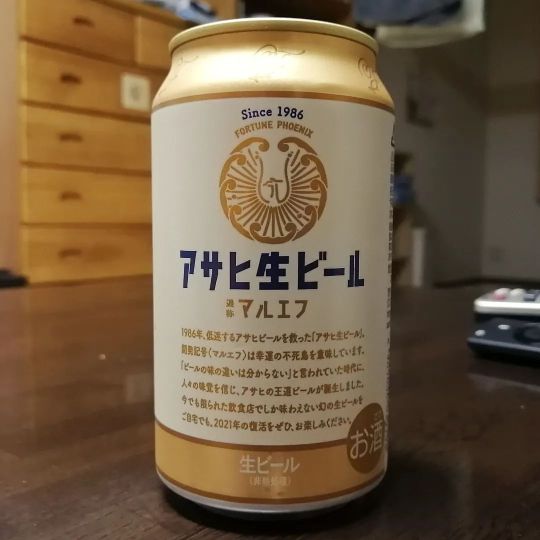 Since 1986
FORTUNE PHOENIX
アサヒ生ビール
通称 マルエフ
1986年、低迷するアサヒビールを救った「アサヒ生ビール」。
開発記号〈マルエフ〉は幸運の不死鳥を意味しています。
「ビールの味の違いは分からない」と言われていた時代に、
人々の味覚を信じ、アサヒの王道ビールが誕生しました。
今でも限られた飲食店でしか味わえない幻の生ビールを
ご自宅でも。2021年の復活をぜひ、お楽しみください。
お酒
生ビール
(非熱処理)